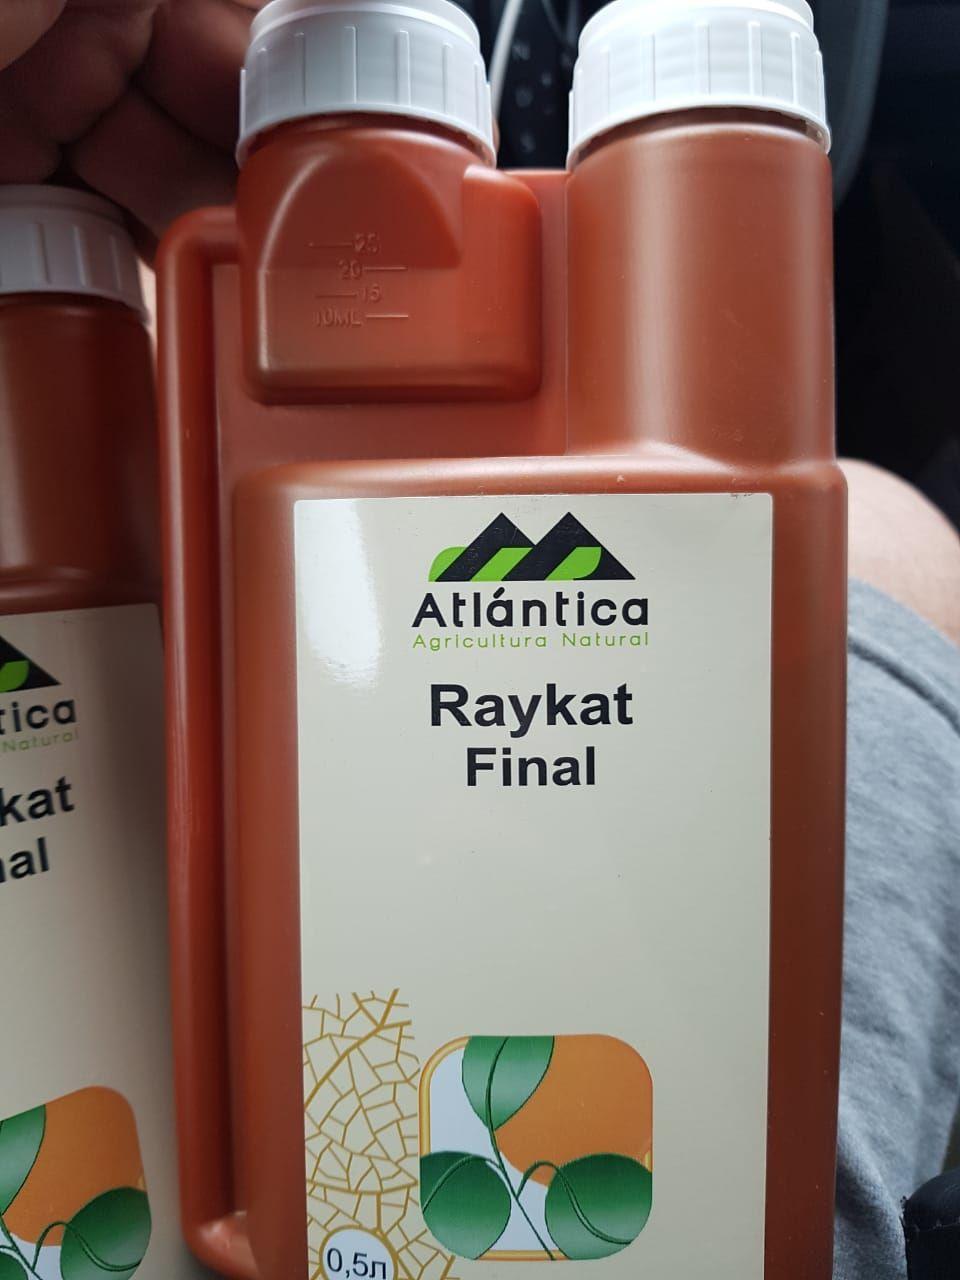 25
20
15
10ML
Atlántica
Agricultura Natural
Raykat
Final
0,5л
tica
Natural
kat
nal